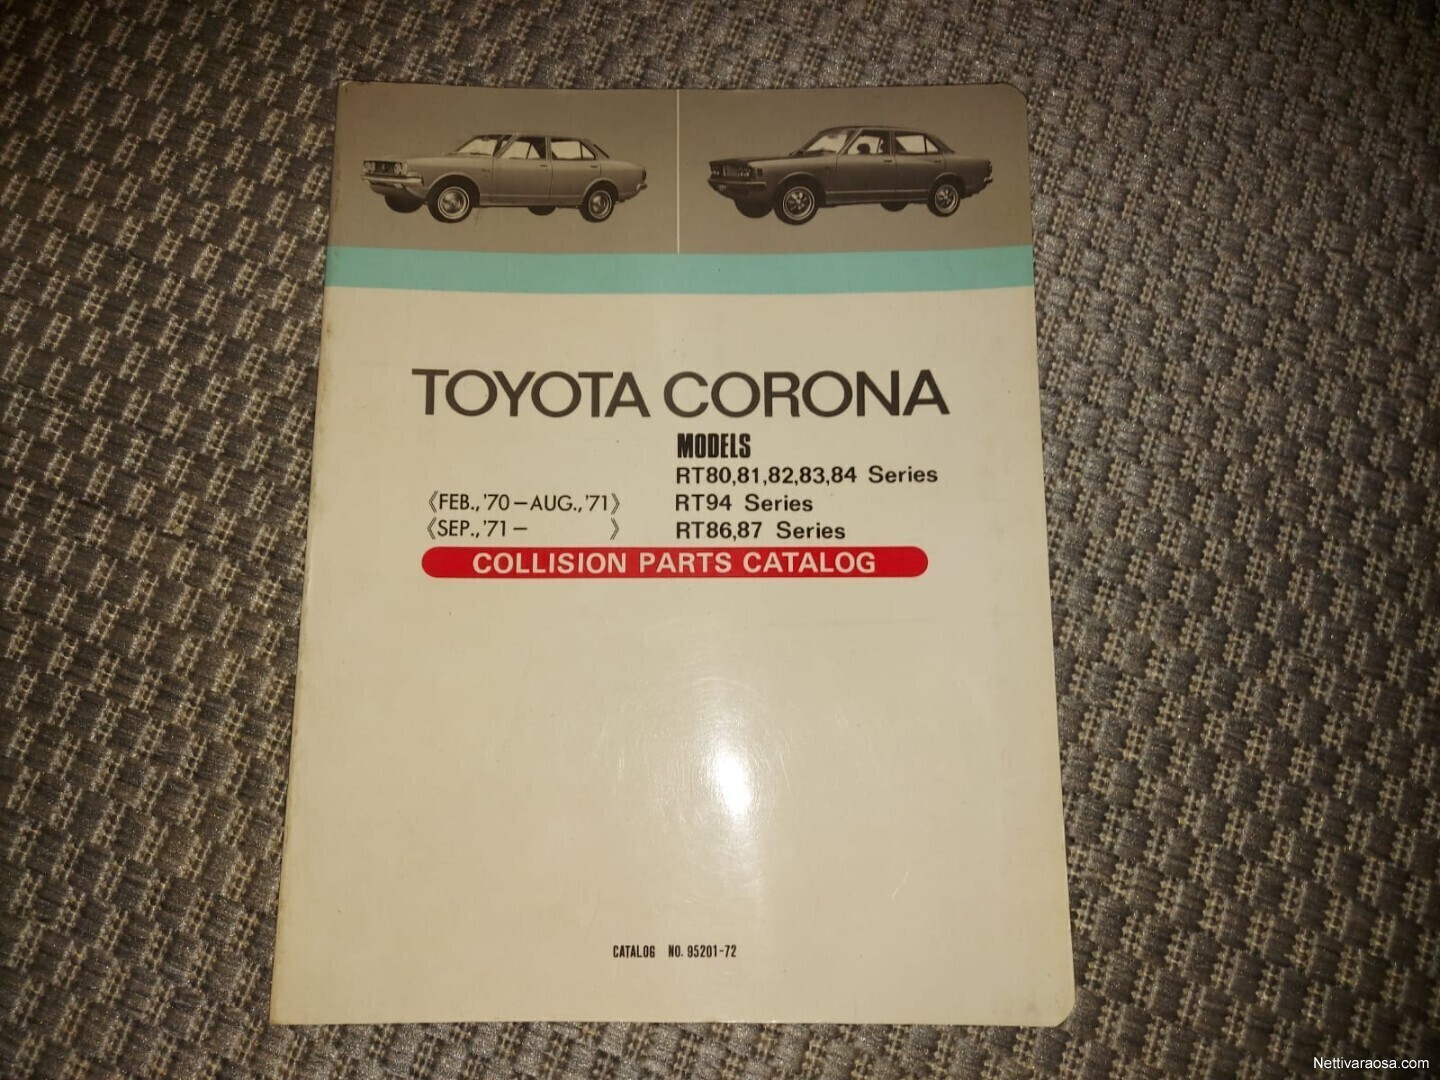 TOYOTA CORONA
MODELS
RT80,81,82,83,84 Series
《FEB.,'70–AUG.,'71》 RT94 Series
《SEP.,'71– 》 RT86,87 Series
COLLISION PARTS CATALOG
CATALOG NO. 95201-72
Nettivaraosa.com